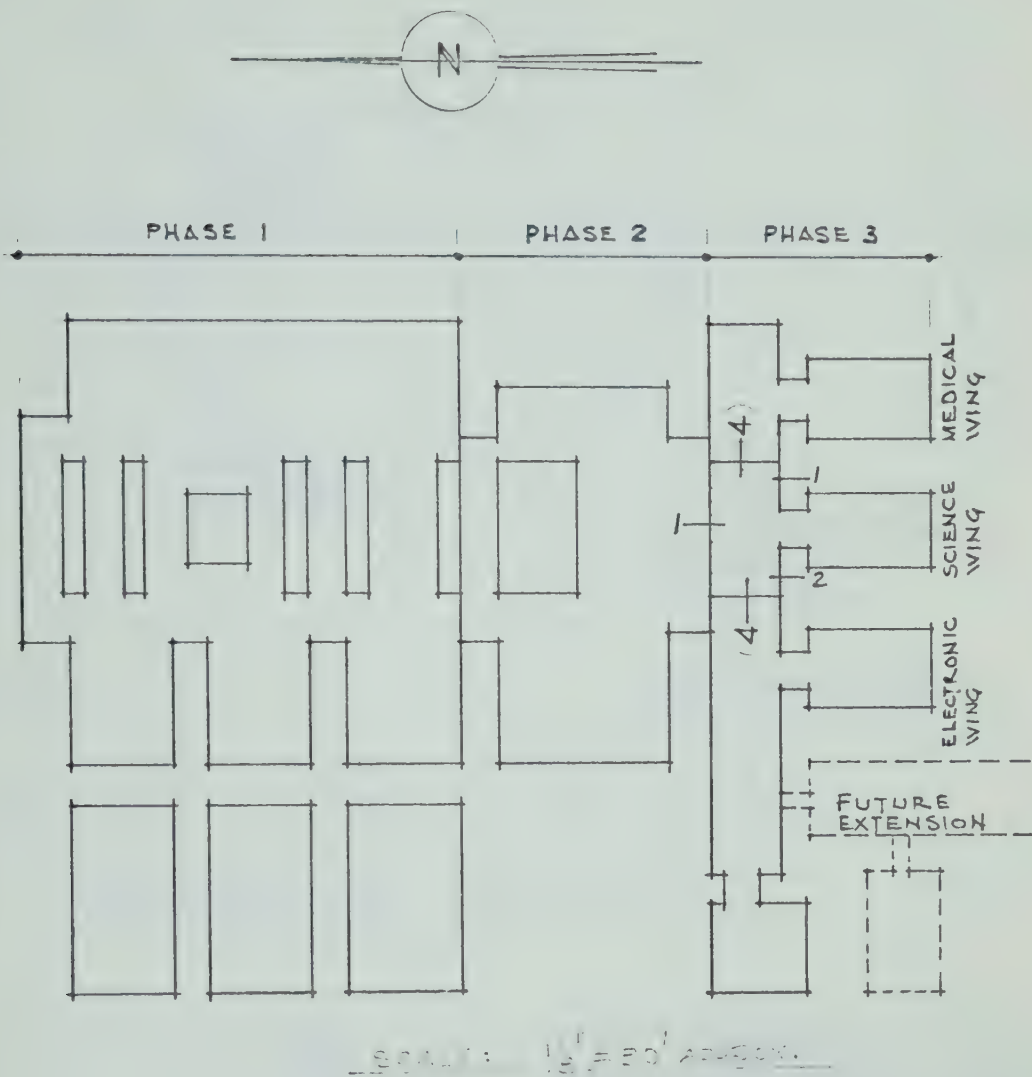 N
PHASE 1
PHASE 2
PHASE 3
MEDICAL
WING
4
1
SCIENCE
WING
1
2
4
ELECTRONIC
WING
FUTURE
EXTENSION